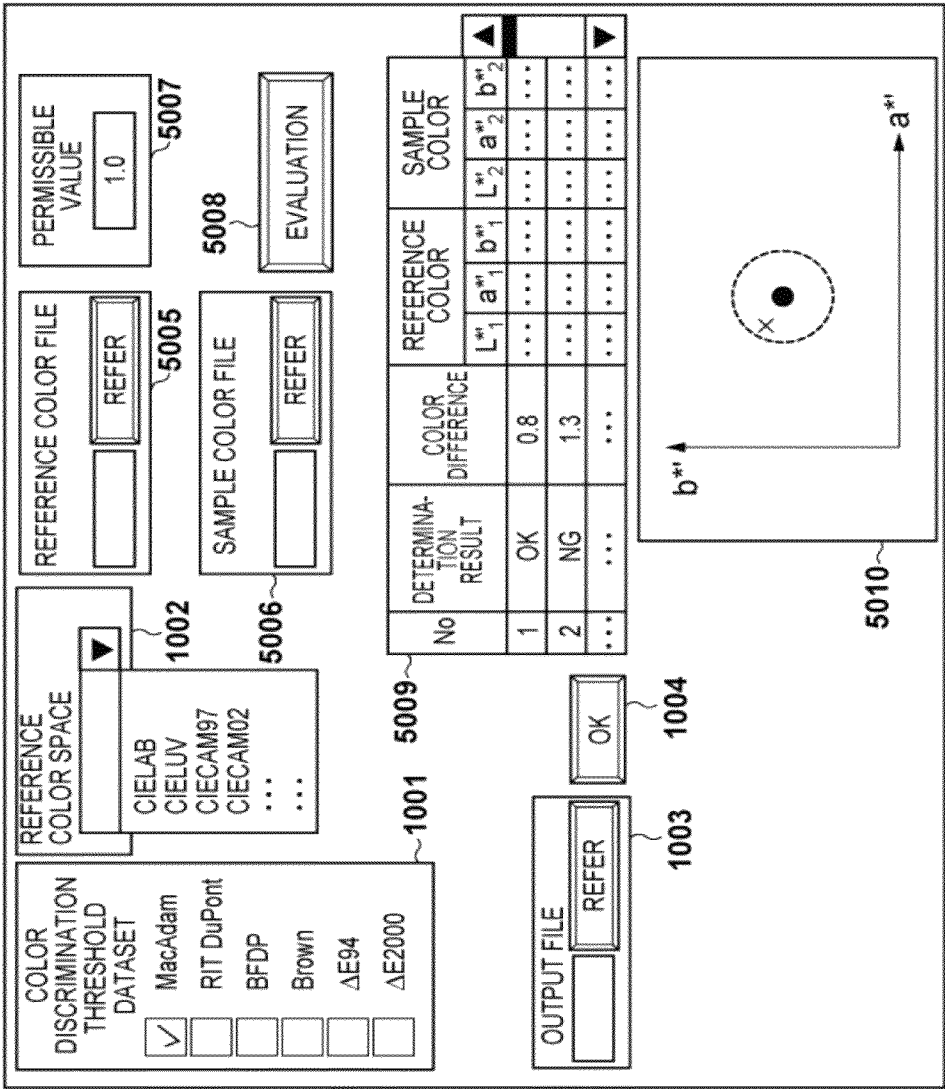 COLOR
DISCRIMINATION
THRESHOLD
DATASET
MacAdam
RIT DuPont
BFDP
Brown
ΔE94
ΔE2000
1001
REFERENCE
COLOR SPACE
▼
CIELAB
CIELUV
CIECAM97
CIECAM02
...
...
1002
REFERENCE COLOR FILE
REFER
5005
SAMPLE COLOR FILE
REFER
5006
PERMISSIBLE
VALUE
1.0
5007
5008
EVALUATION
OUTPUT FILE
REFER
1003
OK
1004
5009
No DETERMINA-TION RESULT COLOR DIFFERENCE REFERENCE COLOR SAMPLE COLOR
L*'1 a*'1 b*'1 L*'2 a*'2 b*'2
1 OK 0.8 ... ... ... ... ... ...
2 NG 1.3 ... ... ... ... ... ...
... ... ... ... ... ... ... ... ...
b*'
a*'
5010